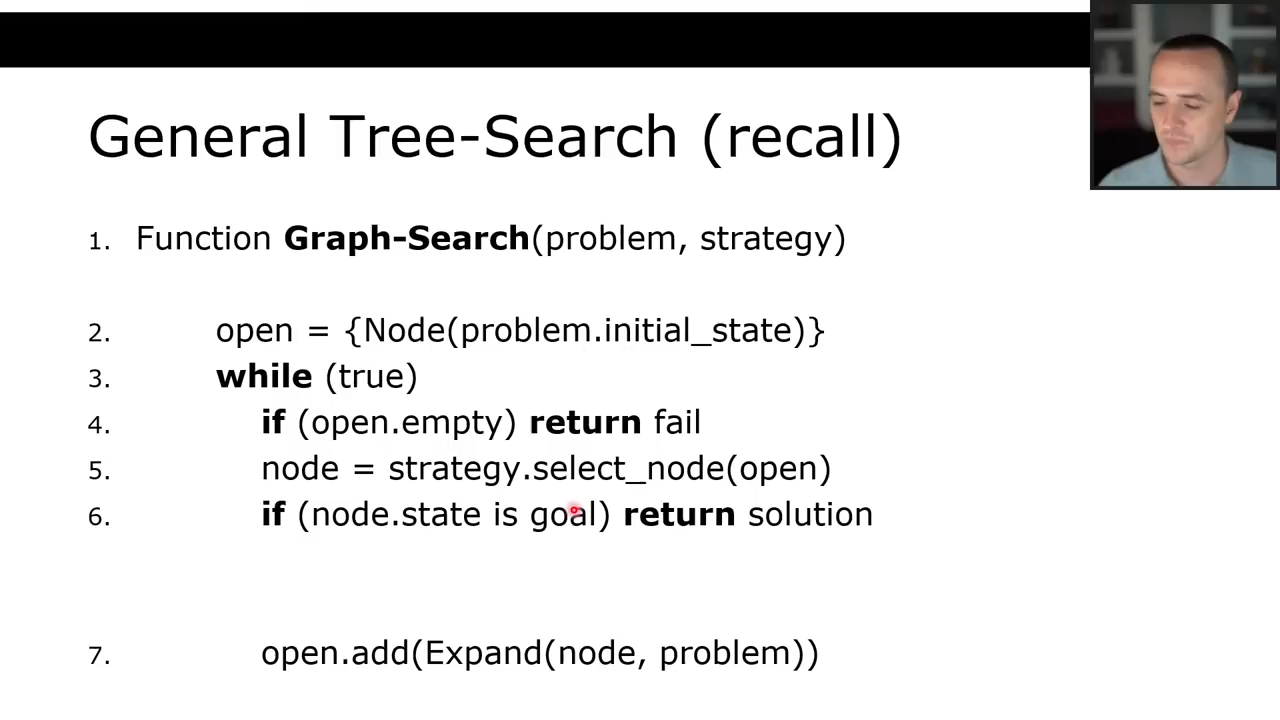 General Tree-Search (recall)
1. Function Graph-Search(problem, strategy)
2. open = {Node(problem.initial_state)}
3. while (true)
4. if (open.empty) return fail
5. node = strategy.select_node(open)
6. if (node.state is goal) return solution
7. open.add(Expand(node, problem))